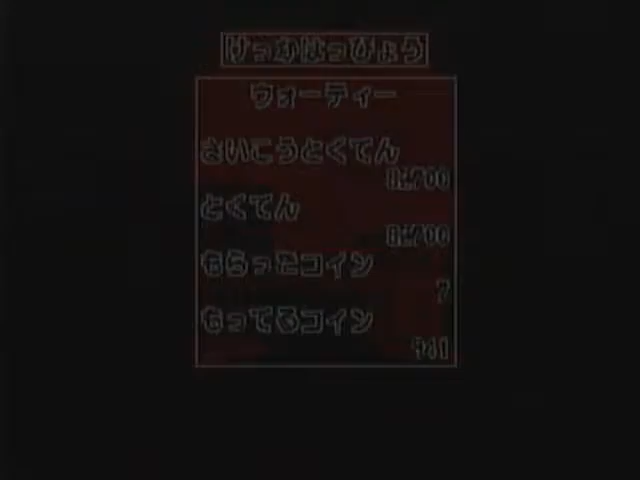 けっかはっぴょう
ウォーティー
さいこうとくてん
とくてん
もらったコイン
7
もってるコイン
941